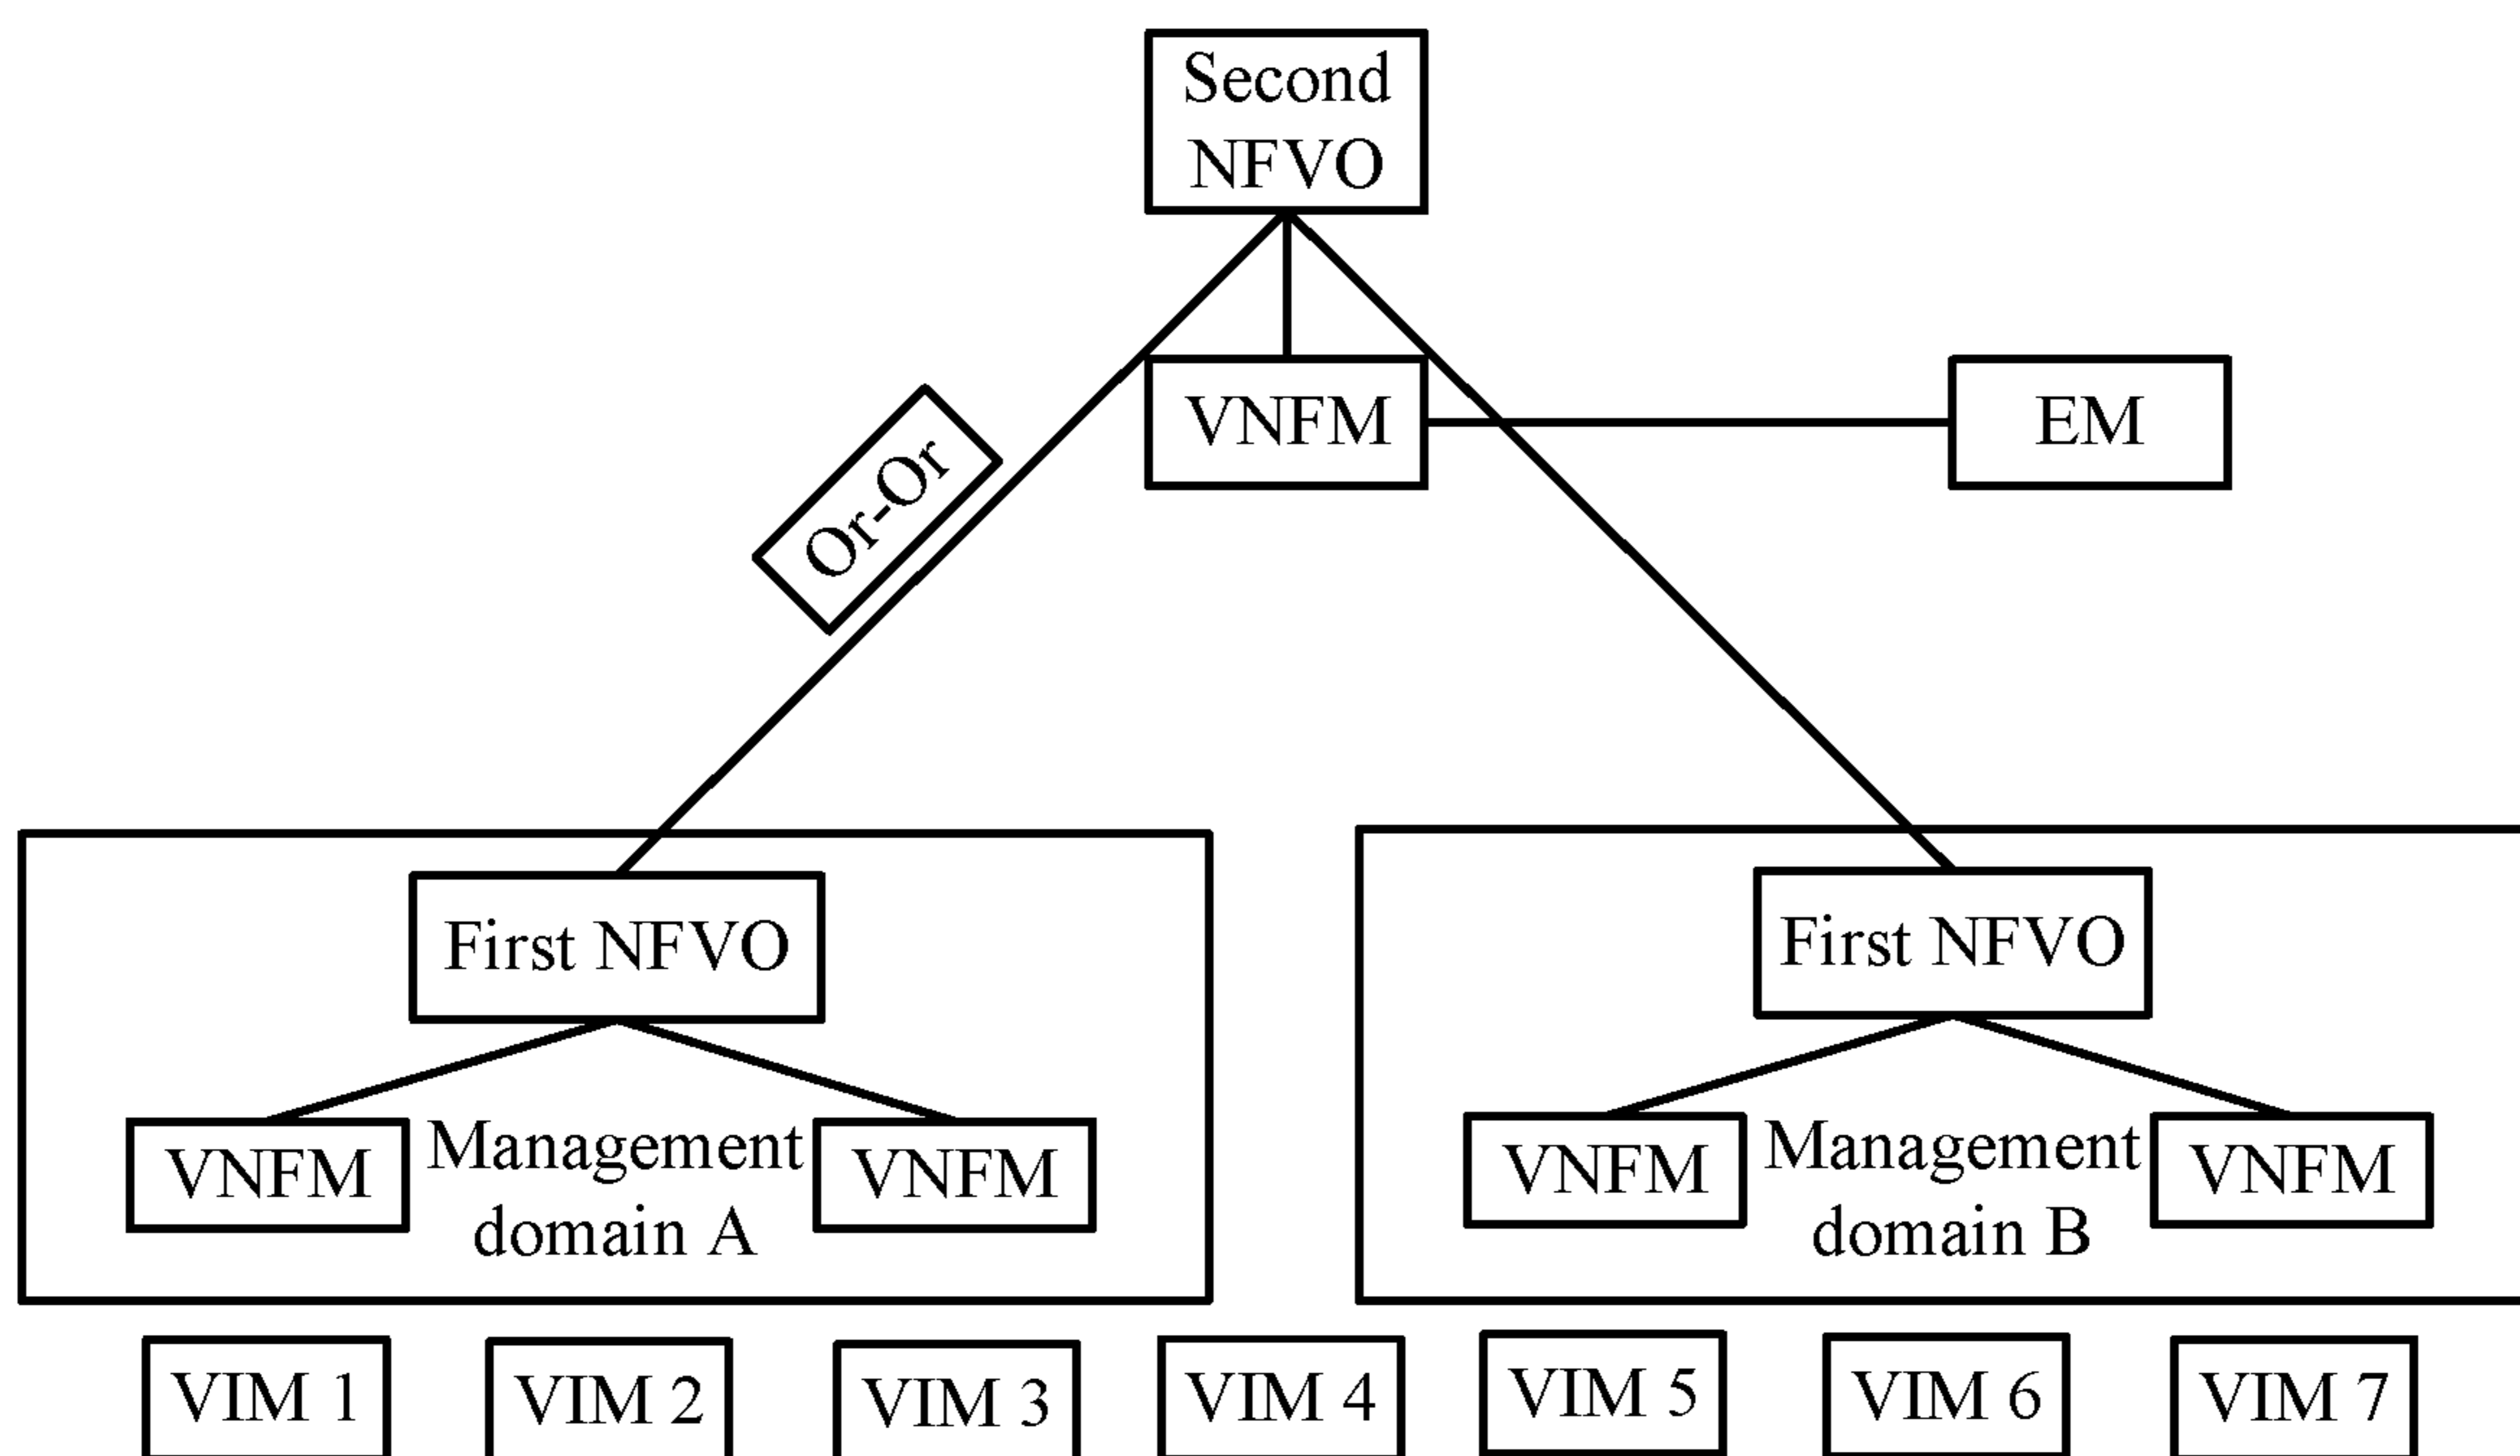 Second
NFVO
VNFM
EM
Or-Or
First NFVO
First NFVO
VNFM
Management
domain A
VNFM
VNFM
Management
domain B
VNFM
VIM 1
VIM 2
VIM 3
VIM 4
VIM 5
VIM 6
VIM 7